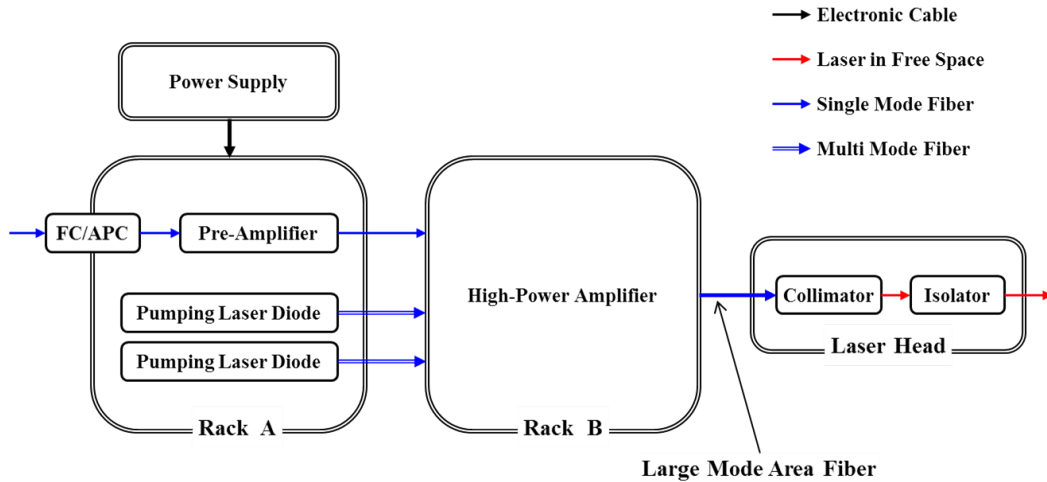 Electronic Cable
Power Supply
Laser in Free Space
Single Mode Fiber
Multi Mode Fiber
FC/APC
Pre-Amplifier
High-Power Amplifier
Collimator
Isolator
Pumping Laser Diode
Laser Head
Pumping Laser Diode
Rack A
Rack B
Large Mode Area Fiber